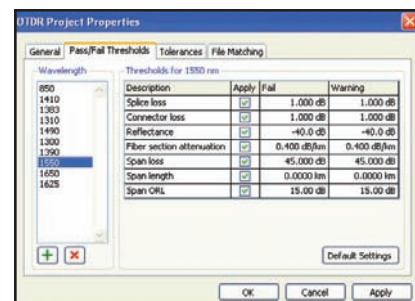 OTDR Project Properties
General Pass/Fail Thresholds Tolerances File Matching
Wavelength
850
1410
1383
1310
1490
1300
1390
1550
1650
1625
Thresholds for 1550 nm
Description Apply Fail Warning
Splice loss 1.000 dB 1.000 dB
Connector loss 1.000 dB 1.000 dB
Reflectance -40.0 dB -40.0 dB
Fiber section attenuation 0.400 dB/km 0.400 dB/km
Span loss 45.000 dB 45.000 dB
Span length 0.0000 km 0.0000 km
Span ORL 15.00 dB 15.00 dB
Default Settings
OK Cancel Apply